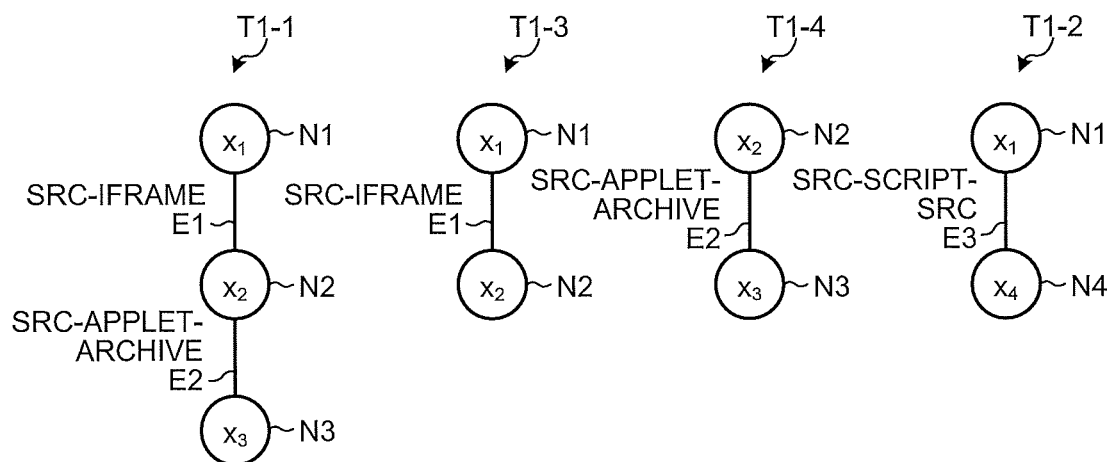 T1-1 T1-3 T1-4 T1-2
x1 N1 x1 N1 x2 N2 x1 N1
SRC-IFRAME
E1
SRC-IFRAME
E1
SRC-APPLET-
ARCHIVE
E2
SRC-SCRIPT-
SRC
E3
x2 N2 x2 N2 x3 N3 x4 N4
SRC-APPLET-
ARCHIVE
E2
x3 N3